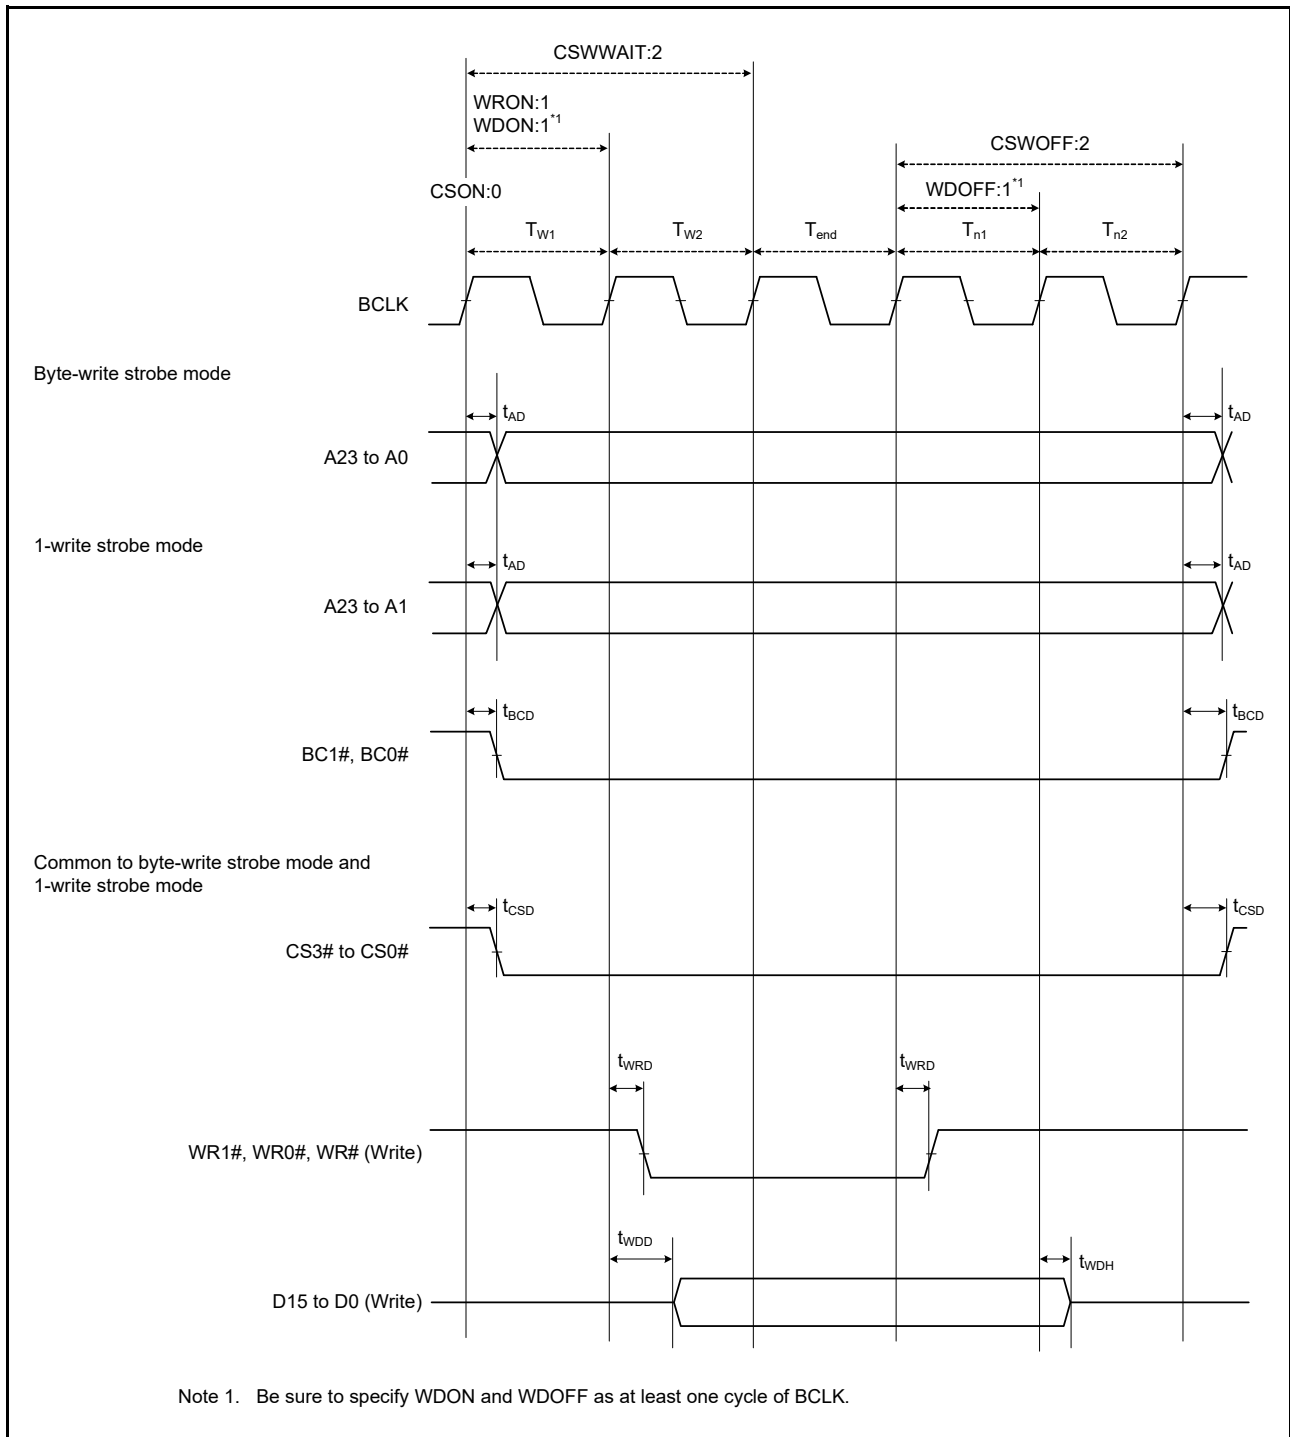 CSWWAIT:2
WRON:1
WDON:1*1
CSWOFF:2
CSON:0
WDOFF:1*1
TW1
TW2
Tend
Tn1
Tn2
BCLK
Byte-write strobe mode
tAD
tAD
A23 to A0
1-write strobe mode
tAD
tAD
A23 to A1
tBCD
tBCD
BC1#, BC0#
Common to byte-write strobe mode and
1-write strobe mode
tCSD
tCSD
CS3# to CS0#
tWRD
tWRD
WR1#, WR0#, WR# (Write)
tWDD
tWDH
D15 to D0 (Write)
Note 1. Be sure to specify WDON and WDOFF as at least one cycle of BCLK.